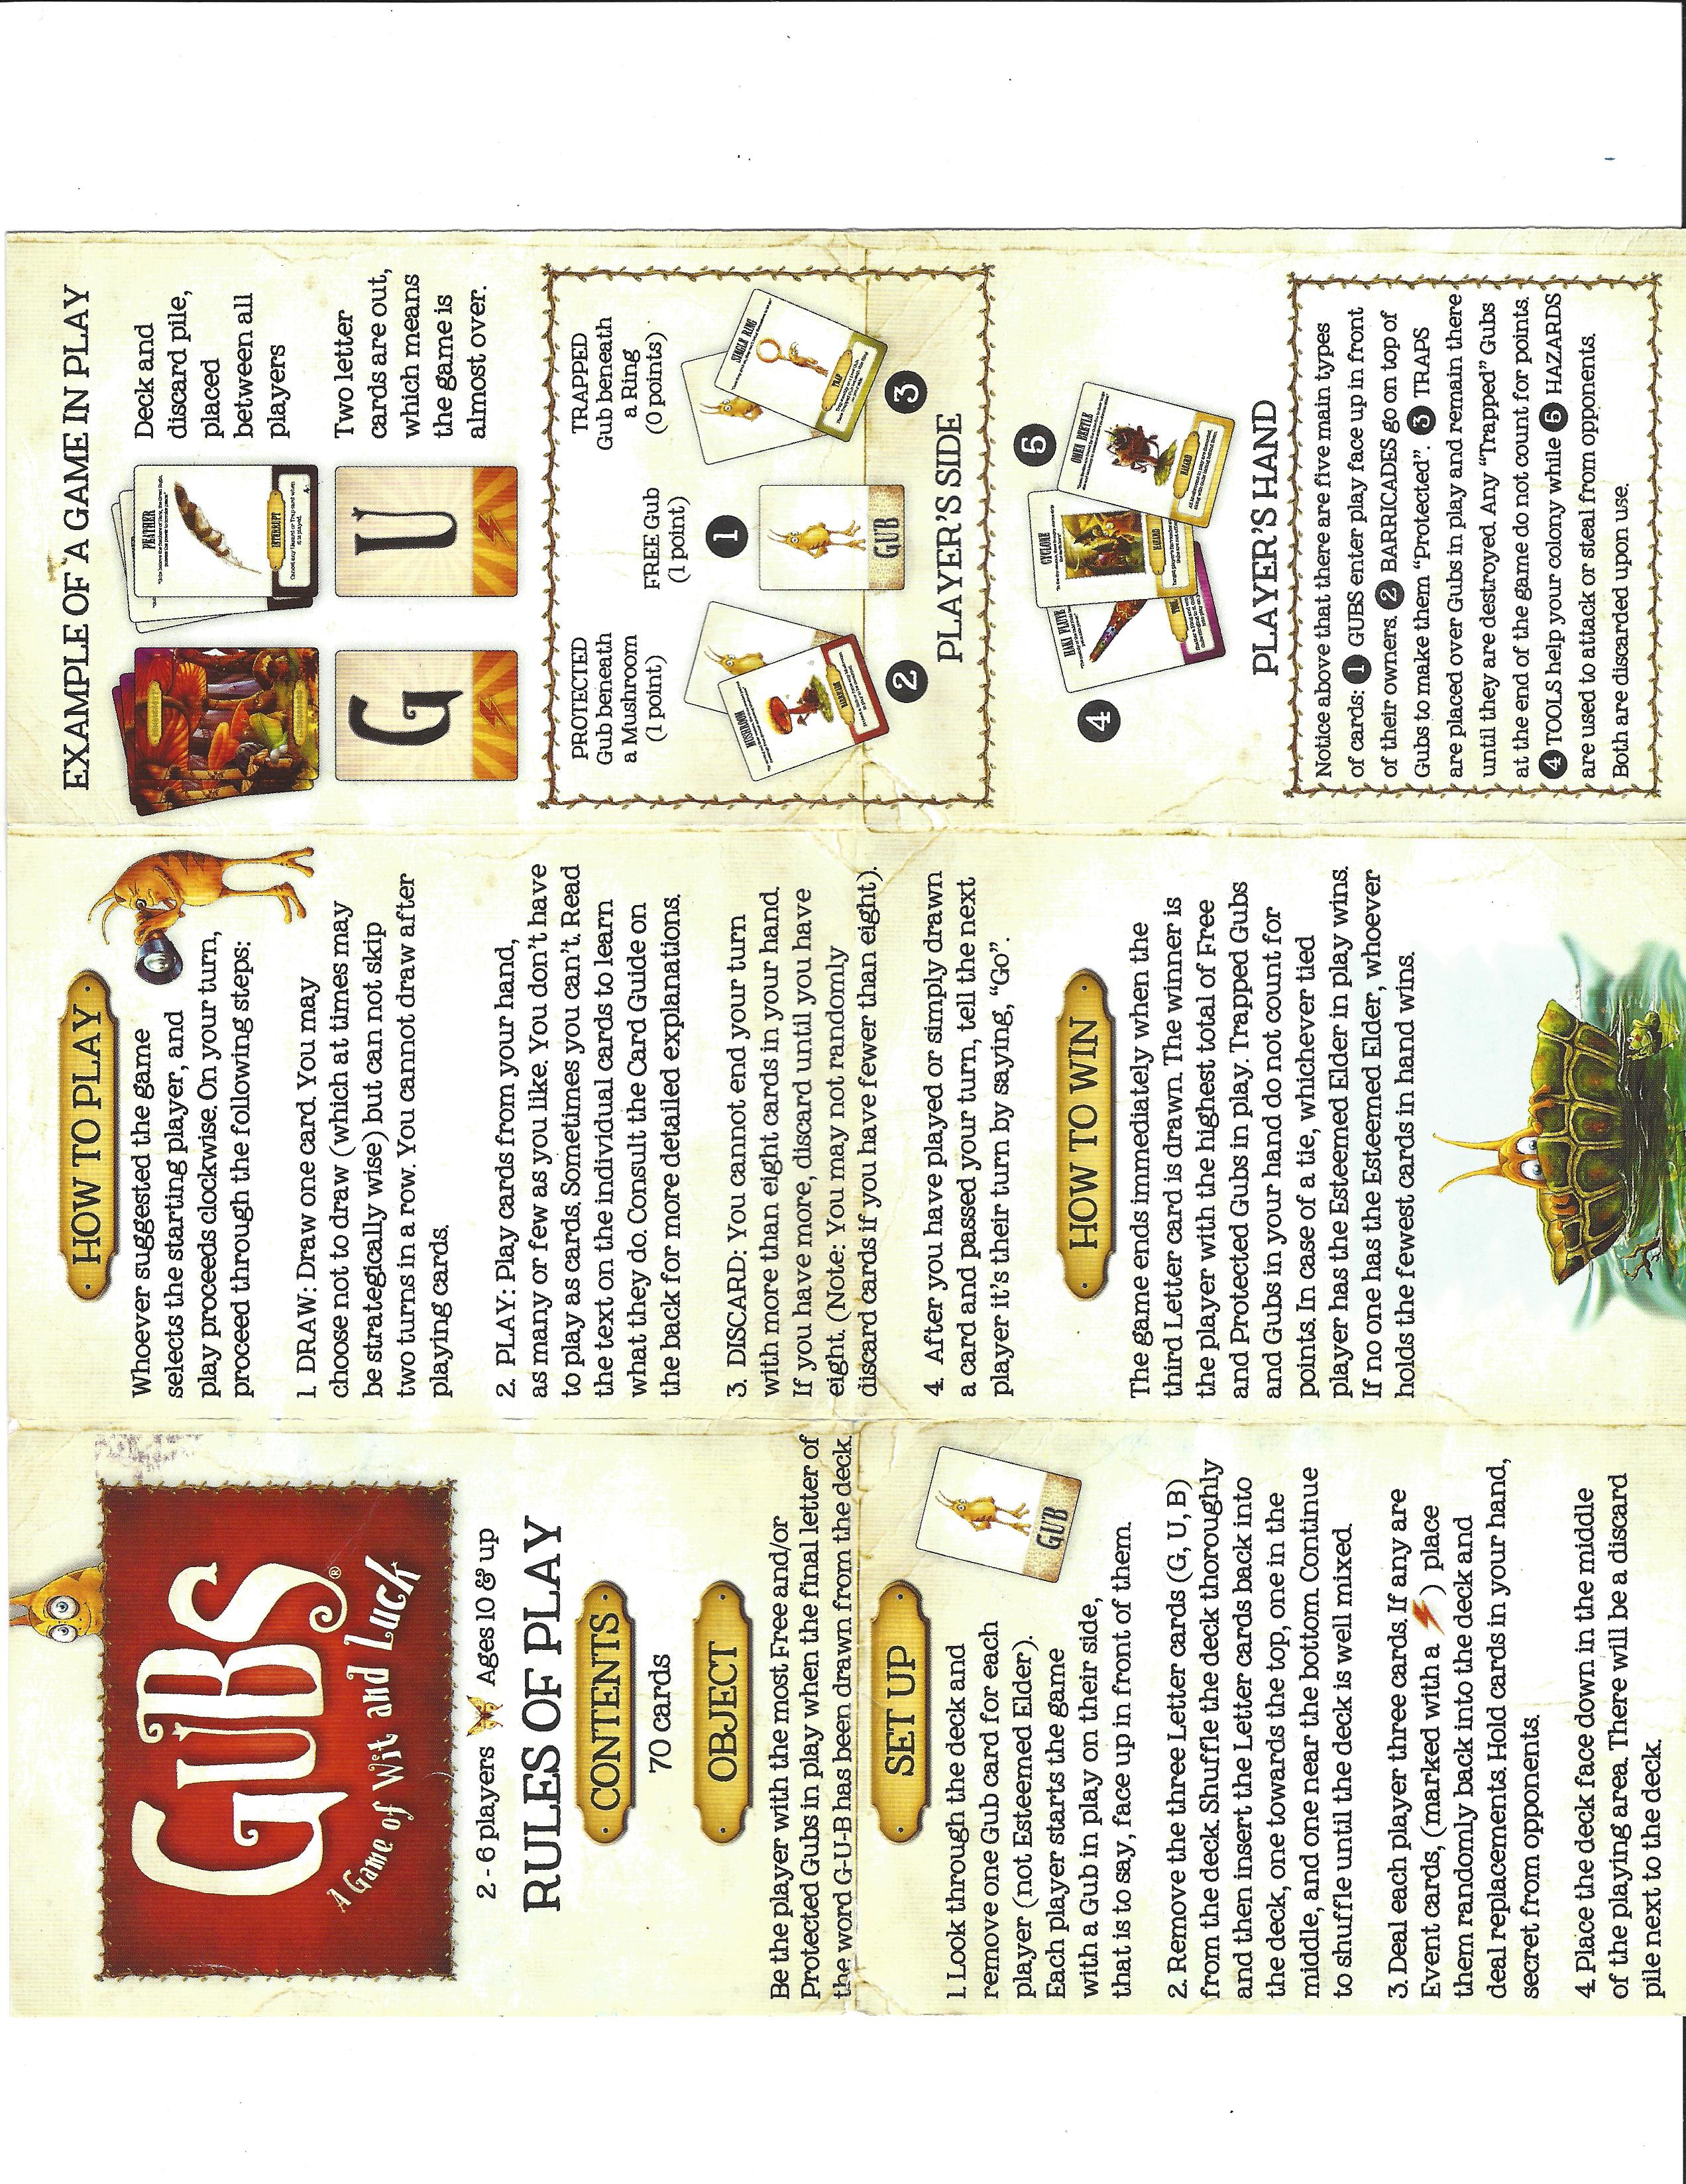 GUBS®
A Game of Wit and Luck
2 - 6 players Ages 10 & up
RULES OF PLAY
CONTENTS
70 cards
OBJECT
Be the player with the most Free and/or
Protected Gubs in play when the final letter of
the word G-U-B has been drawn from the deck.
SET UP
1. Look through the deck and
remove one Gub card for each
player (not Esteemed Elder).
Each player starts the game
with a Gub in play on their side,
that is to say, face up in front of them.
GUB
2. Remove the three Letter cards (G, U, B)
from the deck. Shuffle the deck thoroughly
and then insert the Letter cards back into
the deck, one towards the top, one in the
middle, and one near the bottom. Continue
to shuffle until the deck is well mixed.
3. Deal each player three cards. If any are
Event cards, (marked with a ) place
them randomly back into the deck and
deal replacements. Hold cards in your hand,
secret from opponents.
4. Place the deck face down in the middle
of the playing area. There will be a discard
pile next to the deck.
HOW TO PLAY
Whoever suggested the game
selects the starting player, and
play proceeds clockwise. On your turn,
proceed through the following steps:
1. DRAW: Draw one card. You may
choose not to draw (which at times may
be strategically wise) but can not skip
two turns in a row. You cannot draw after
playing cards.
2. PLAY: Play cards from your hand,
as many or few as you like. You don't have
to play as cards. Sometimes you can't. Read
the text on the individual cards to learn
what they do. Consult the Card Guide on
the back for more detailed explanations.
3. DISCARD: You cannot end your turn
with more than eight cards in your hand.
If you have more, discard until you have
eight. (Note: You may not randomly
discard cards if you have fewer than eight).
4. After you have played or simply drawn
a card and passed your turn, tell the next
player it's their turn by saying, "Go".
HOW TO WIN
The game ends immediately when the
third Letter card is drawn. The winner is
the player with the highest total of Free
and Protected Gubs in play. Trapped Gubs
and Gubs in your hand do not count for
points. In case of a tie, whichever tied
player has the Esteemed Elder in play wins.
If no one has the Esteemed Elder, whoever
holds the fewest cards in hand wins.
EXAMPLE OF A GAME IN PLAY
FEATHER
INTERRUPT
Deck and
discard pile,
placed
between all
players
G
U
Two letter
cards are out,
which means
the game is
almost over.
PROTECTED
Gub beneath
a Mushroom
(1 point)
FREE Gub
(1 point)
TRAPPED
Gub beneath
a Ring
(0 points)
MUSHROOM
BARRICADE
2
1
GUB
TRAP
3
PLAYER'S SIDE
4
CYCLONE
HAZARD
OMEN BEETLE
HAZARD
5
PLAYER'S HAND
Notice above that there are five main types
of cards: 1 GUBS enter play face up in front
of their owners. 2 BARRICADES go on top of
Gubs to make them "Protected". 3 TRAPS
are placed over Gubs in play and remain there
until they are destroyed. Any "Trapped" Gubs
at the end of the game do not count for points.
4 TOOLS help your colony while 5 HAZARDS
are used to attack or steal from opponents.
Both are discarded upon use.